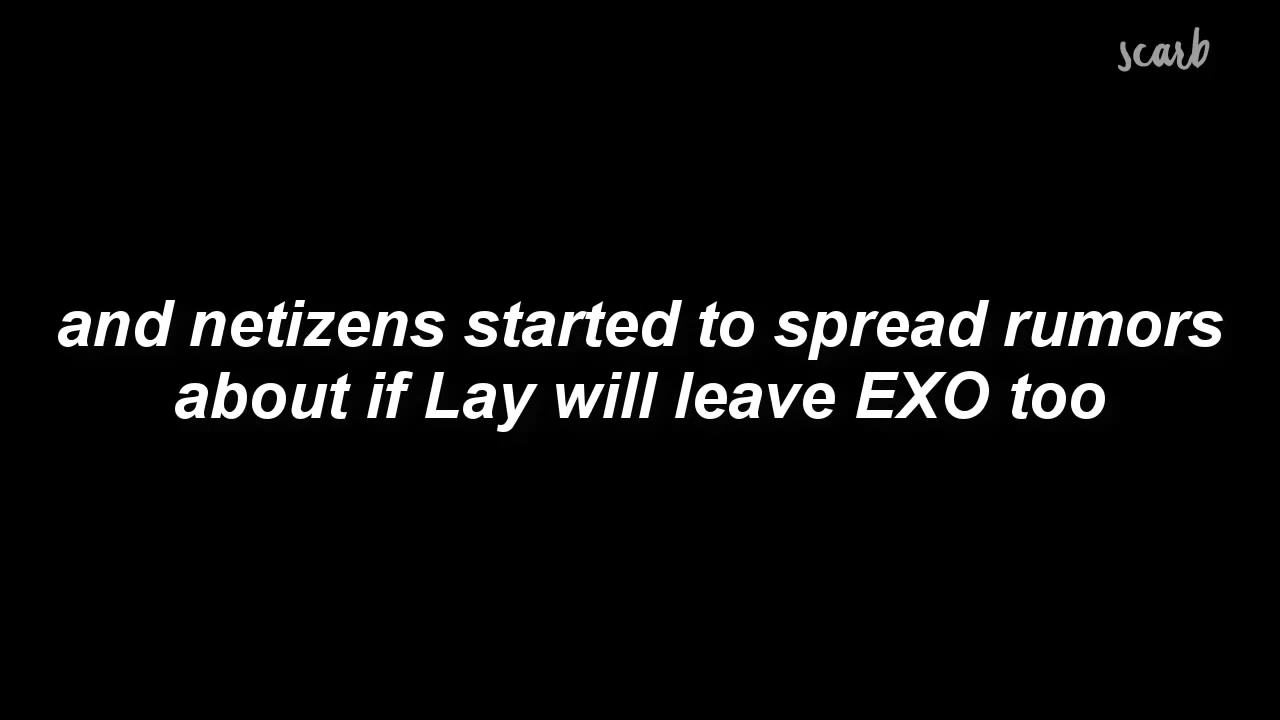 scarb
and netizens started to spread rumors
about if Lay will leave EXO too